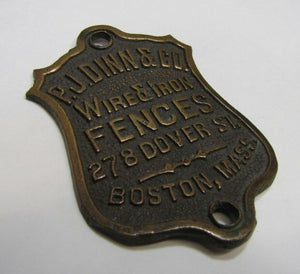 P.J. DINN & CO.
WIRE & IRON
FENCES
278 DOVER ST.
BOSTON, MASS